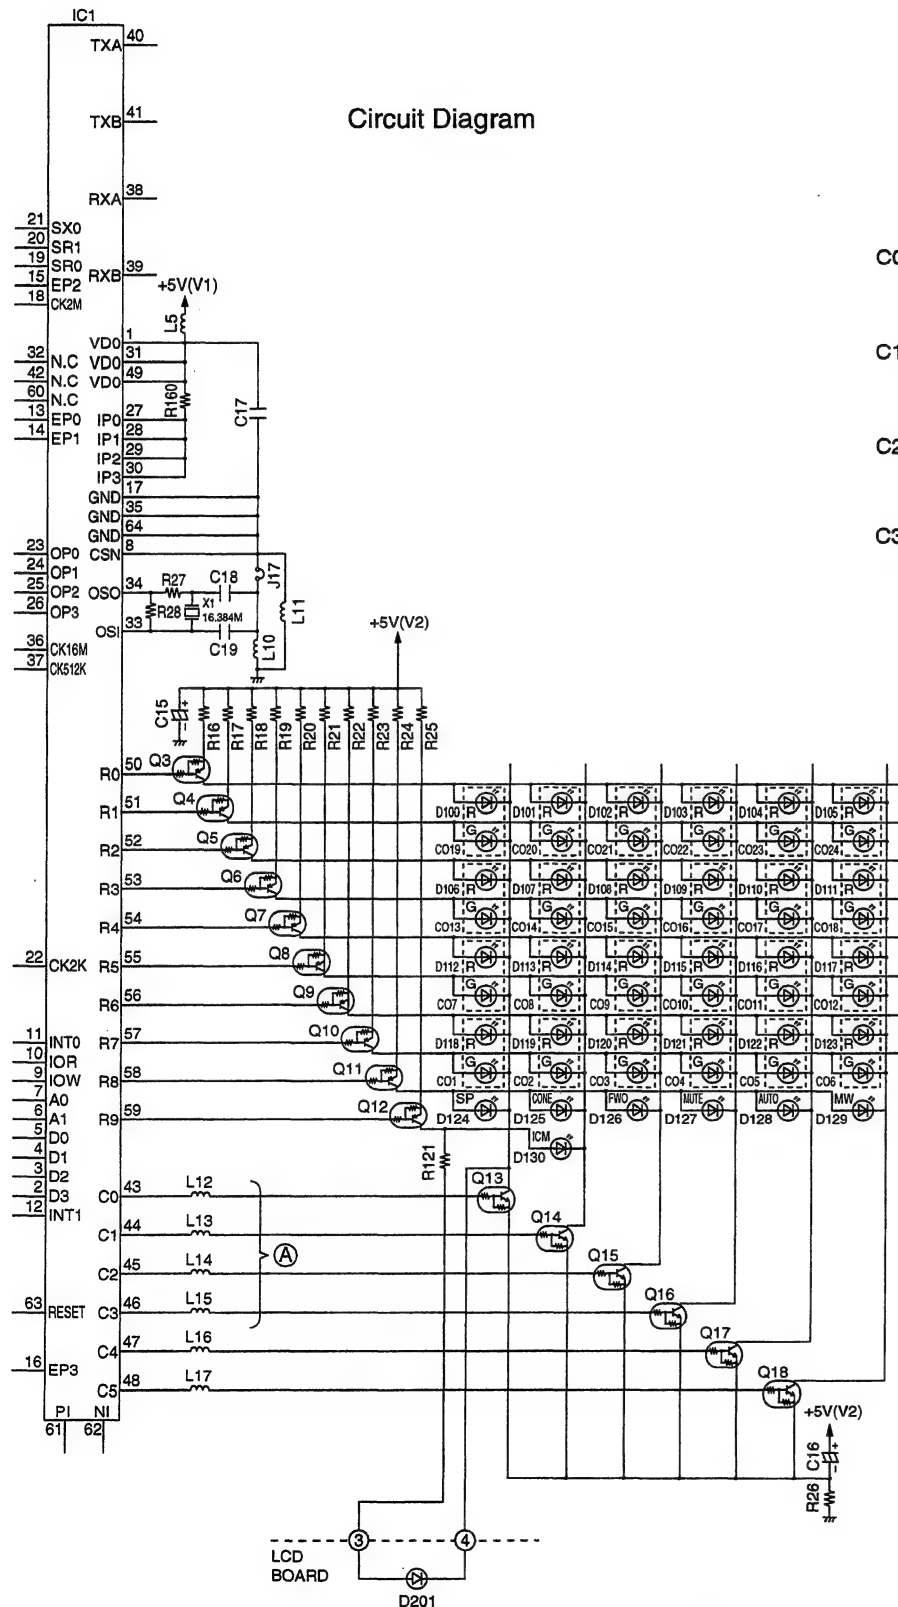 IC1
TXA 40
TXB 41
Circuit Diagram
RXA 38
21 SX0
20 SR1
19 SR0
15 EP2
18 CK2M
RXB 39
+5V(V1)
L5
C0
C1
C2
C3
VD0 1
32 N.C VD0 31
42 N.C VD0 49
60 N.C
13 EP0 IP0 27
14 EP1 IP1 28
IP2 29
IP3 30
R160
C17
GND 17
GND 35
GND 64
23 OP0 CSN 8
24 OP1
25 OP2 OSO 34
26 OP3
OSI 33
36 CK16M
37 CK512K
R27 C18 J17
R28 X1 16.384M L11
C19 L10
+5V(V2)
C15 + -
R16 R17 R18 R19 R20 R21 R22 R23 R24 R25
R0 50 Q3
R1 51 Q4
R2 52 Q5
R3 53 Q6
R4 54 Q7
22 CK2K R5 55 Q8
R6 56 Q9
11 INT0 R7 57 Q10
10 IOR
9 IOW R8 58 Q11
7 A0
6 A1 R9 59 Q12
5 D0
4 D1
3 D2
2 D3
12 INT1
D100 R D101 R D102 R D103 R D104 R D105 R
G G G G G G
CO19 CO20 CO21 CO22 CO23 CO24
D106 R D107 R D108 R D109 R D110 R D111 R
G G G G G G
CO13 CO14 CO15 CO16 CO17 CO18
D112 R D113 R D114 R D115 R D116 R D117 R
G G G G G G
CO7 CO8 CO9 CO10 CO11 CO12
D118 R D119 R D120 R D121 R D122 R D123 R
G G G G G G
CO1 CO2 CO3 CO4 CO5 CO6
SP CONE FWO MUTE AUTO MW
D124 D125 D126 D127 D128 D129
ICM
D130
R121
C0 43 L12 Q13
C1 44 L13 Q14
A
C2 45 L14 Q15
63 RESET C3 46 L15 Q16
C4 47 L16 Q17
16 EP3
C5 48 L17 Q18
PI NI
61 62
+5V(V2)
C16 + -
R26
3 4
LCD
BOARD
D201